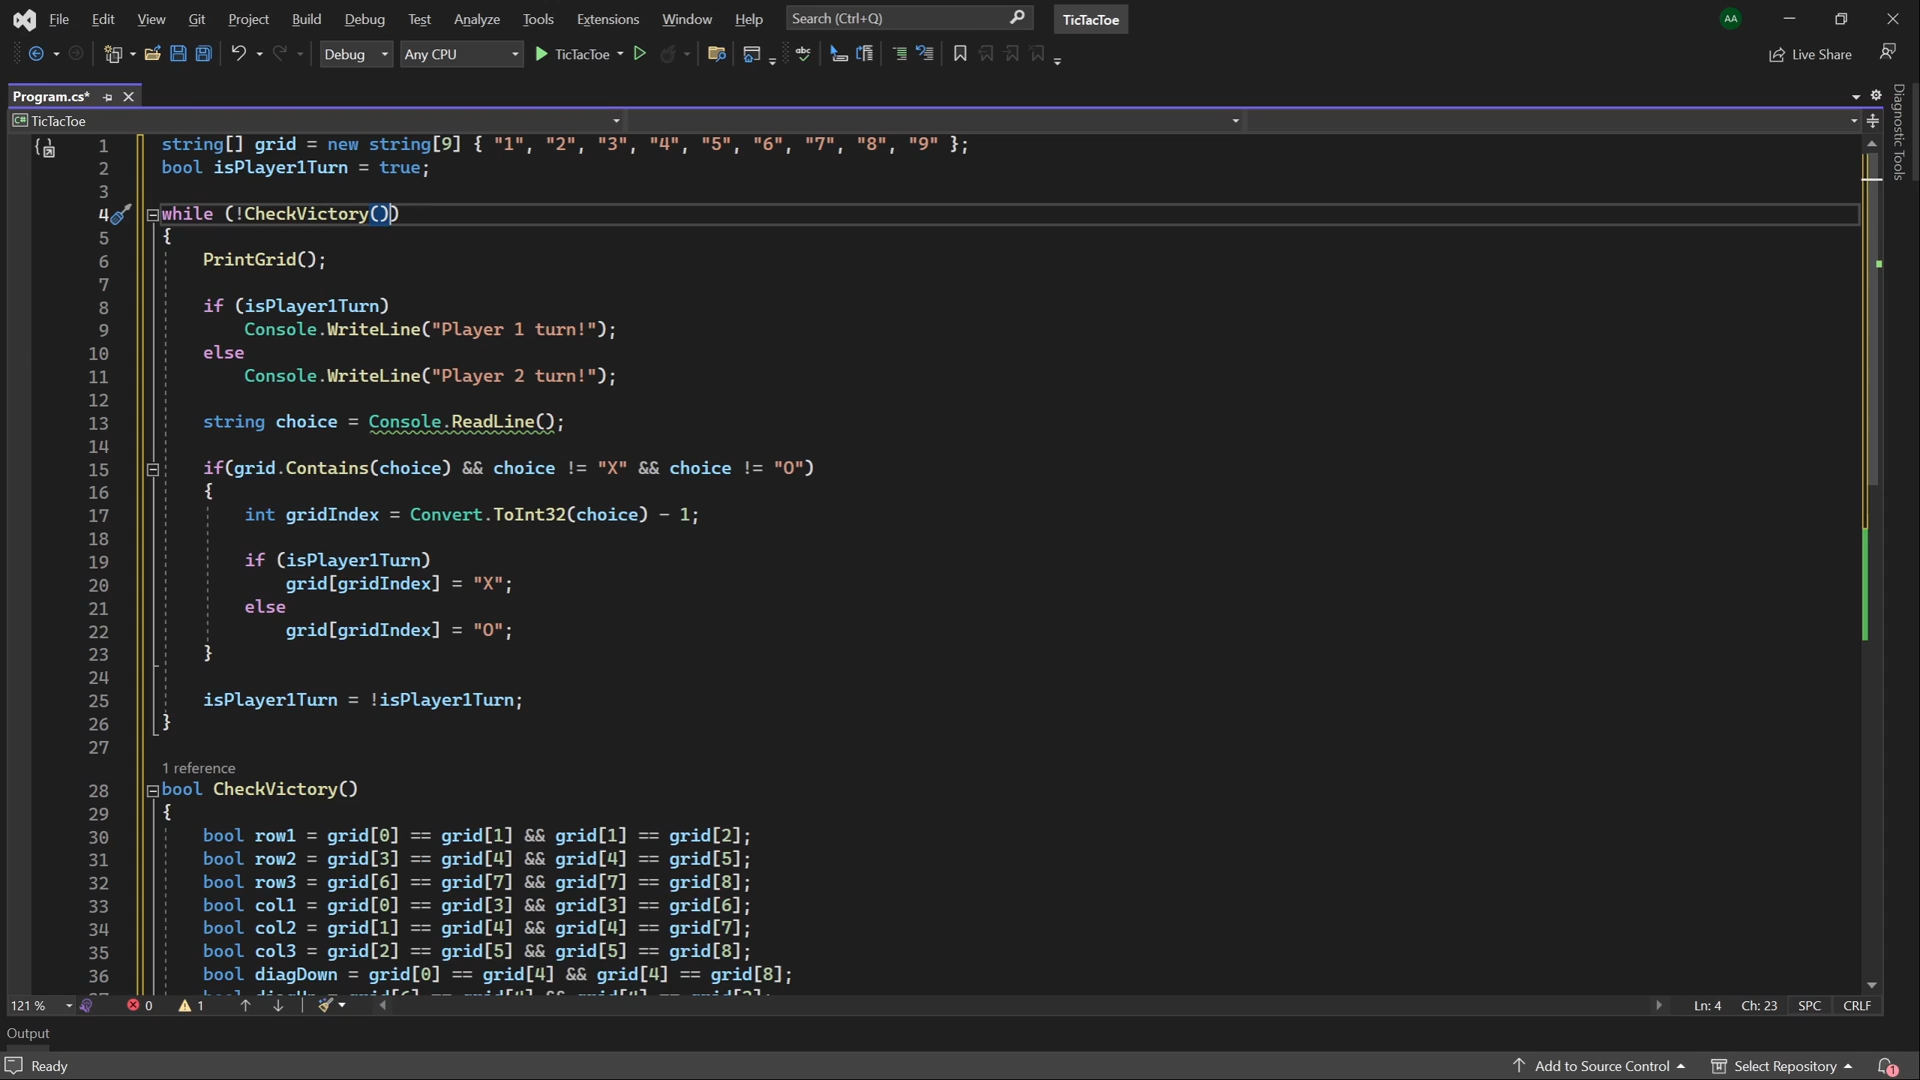 File Edit View Git Project Build Debug Test Analyze Tools Extensions Window Help Search (Ctrl+Q) TicTacToe AA
Debug Any CPU TicTacToe abc Live Share
Program.cs*
C# TicTacToe
Diagnostic Tools
1 string[] grid = new string[9] { "1", "2", "3", "4", "5", "6", "7", "8", "9" };
2 bool isPlayer1Turn = true;
3
4 while (!CheckVictory())
5 {
6 PrintGrid();
7
8 if (isPlayer1Turn)
9 Console.WriteLine("Player 1 turn!");
10 else
11 Console.WriteLine("Player 2 turn!");
12
13 string choice = Console.ReadLine();
14
15 if(grid.Contains(choice) && choice != "X" && choice != "O")
16 {
17 int gridIndex = Convert.ToInt32(choice) - 1;
18
19 if (isPlayer1Turn)
20 grid[gridIndex] = "X";
21 else
22 grid[gridIndex] = "O";
23 }
24
25 isPlayer1Turn = !isPlayer1Turn;
26 }
27
1 reference
28 bool CheckVictory()
29 {
30 bool row1 = grid[0] == grid[1] && grid[1] == grid[2];
31 bool row2 = grid[3] == grid[4] && grid[4] == grid[5];
32 bool row3 = grid[6] == grid[7] && grid[7] == grid[8];
33 bool col1 = grid[0] == grid[3] && grid[3] == grid[6];
34 bool col2 = grid[1] == grid[4] && grid[4] == grid[7];
35 bool col3 = grid[2] == grid[5] && grid[5] == grid[8];
36 bool diagDown = grid[0] == grid[4] && grid[4] == grid[8];
121 % 0 1 Ln: 4 Ch: 23 SPC CRLF
Output
Ready Add to Source Control Select Repository 1